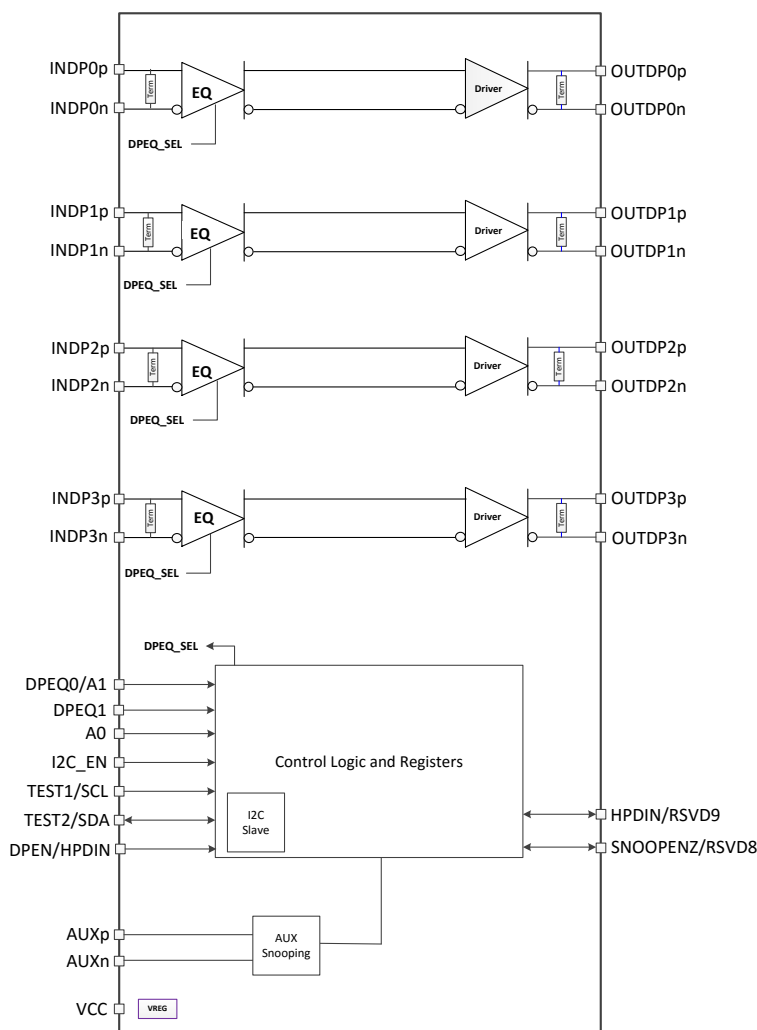 INDP0p
Term
EQ
Driver
Term
OUTDP0p
INDP0n
OUTDP0n
DPEQ_SEL
INDP1p
Term
EQ
Driver
Term
OUTDP1p
INDP1n
OUTDP1n
DPEQ_SEL
INDP2p
Term
EQ
Driver
Term
OUTDP2p
INDP2n
OUTDP2n
DPEQ_SEL
INDP3p
Term
EQ
Driver
Term
OUTDP3p
INDP3n
OUTDP3n
DPEQ_SEL
DPEQ_SEL
DPEQ0/A1
DPEQ1
A0
I2C_EN
TEST1/SCL
TEST2/SDA
DPEN/HPDIN
Control Logic and Registers
I2C
Slave
HPDIN/RSVD9
SNOOPENZ/RSVD8
AUXp
AUXn
AUX
Snooping
VCC
VREG